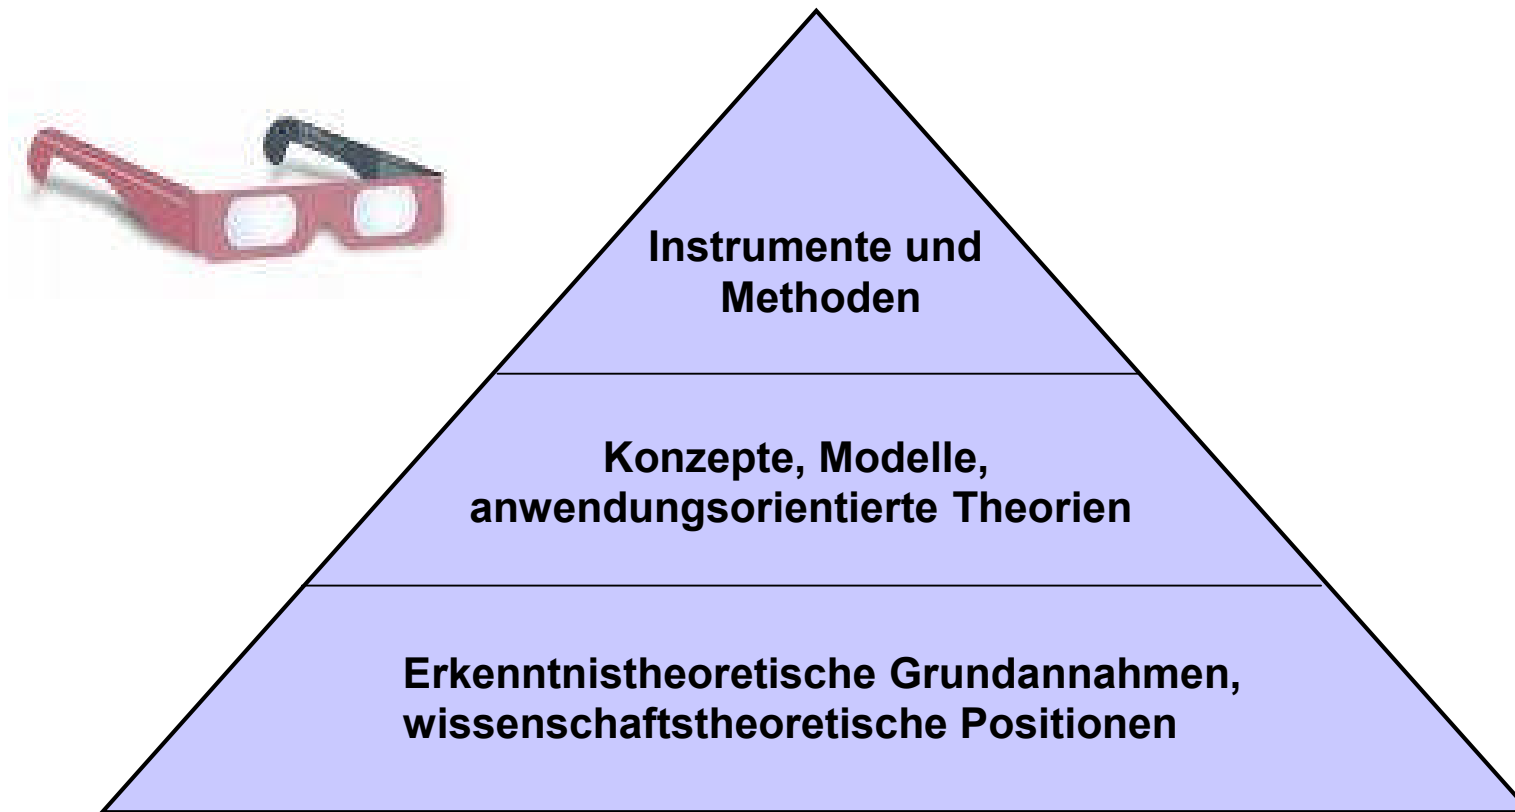 Instrumente und
Methoden
Konzepte, Modelle,
anwendungsorientierte Theorien
Erkenntnistheoretische Grundannahmen,
wissenschaftstheoretische Positionen